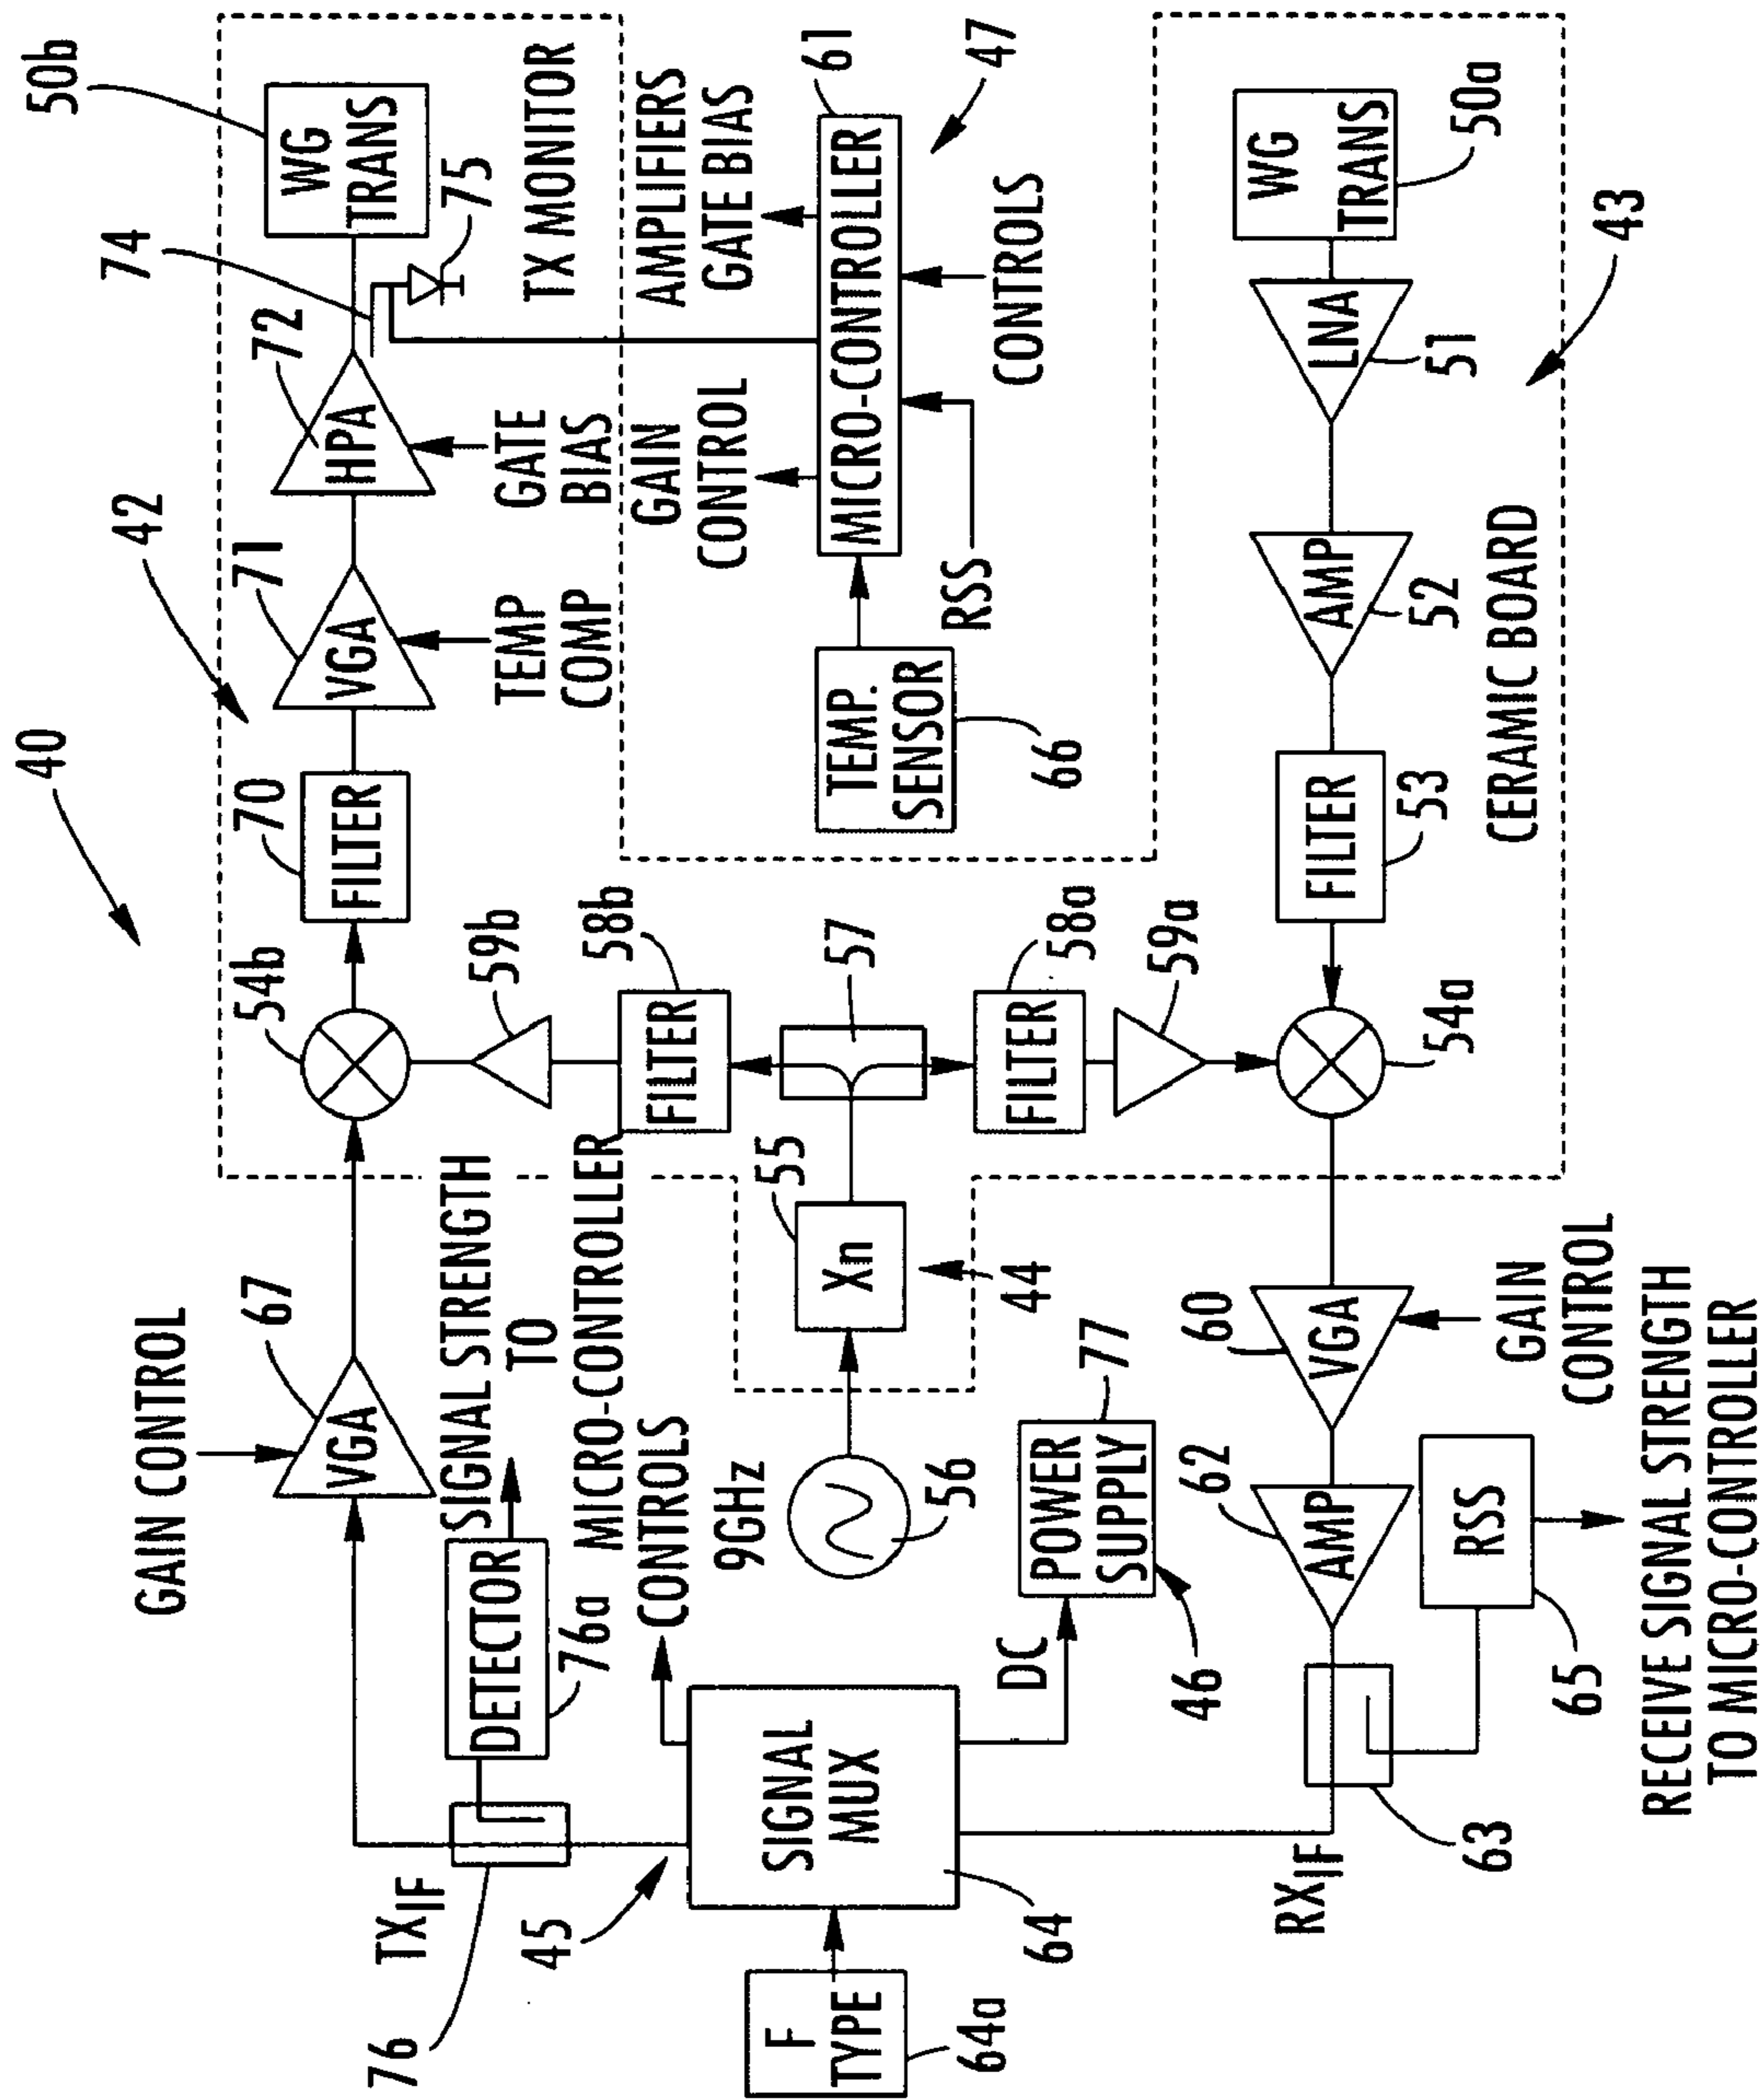 40
42
GAIN CONTROL
67
VGA
54b
70
FILTER
71
VGA
TEMP
COMP
72
HPA
GATE
BIAS
74
50b
WG
TRANS
75
TX MONITOR
76
TXIF
DETECTOR
76a
SIGNAL STRENGTH
TO
MICRO-CONTROLLER
CONTROLS
45
59b
58b
FILTER
57
GAIN
CONTROL
AMPLIFIERS
GATE BIAS
61
MICRO-CONTROLLER
47
TEMP.
SENSOR
66
RSS
CONTROLS
F
TYPE
64a
SIGNAL
MUX
64
DC
POWER
SUPPLY
77
46
9GHz
56
55
Xn
44
58a
FILTER
59a
RXIF
63
62
AMP
60
VGA
GAIN
CONTROL
54a
FILTER
53
AMP
52
LNA
51
WG
TRANS
50a
43
CERAMIC BOARD
RSS
65
RECEIVE SIGNAL STRENGTH
TO MICRO-CONTROLLER